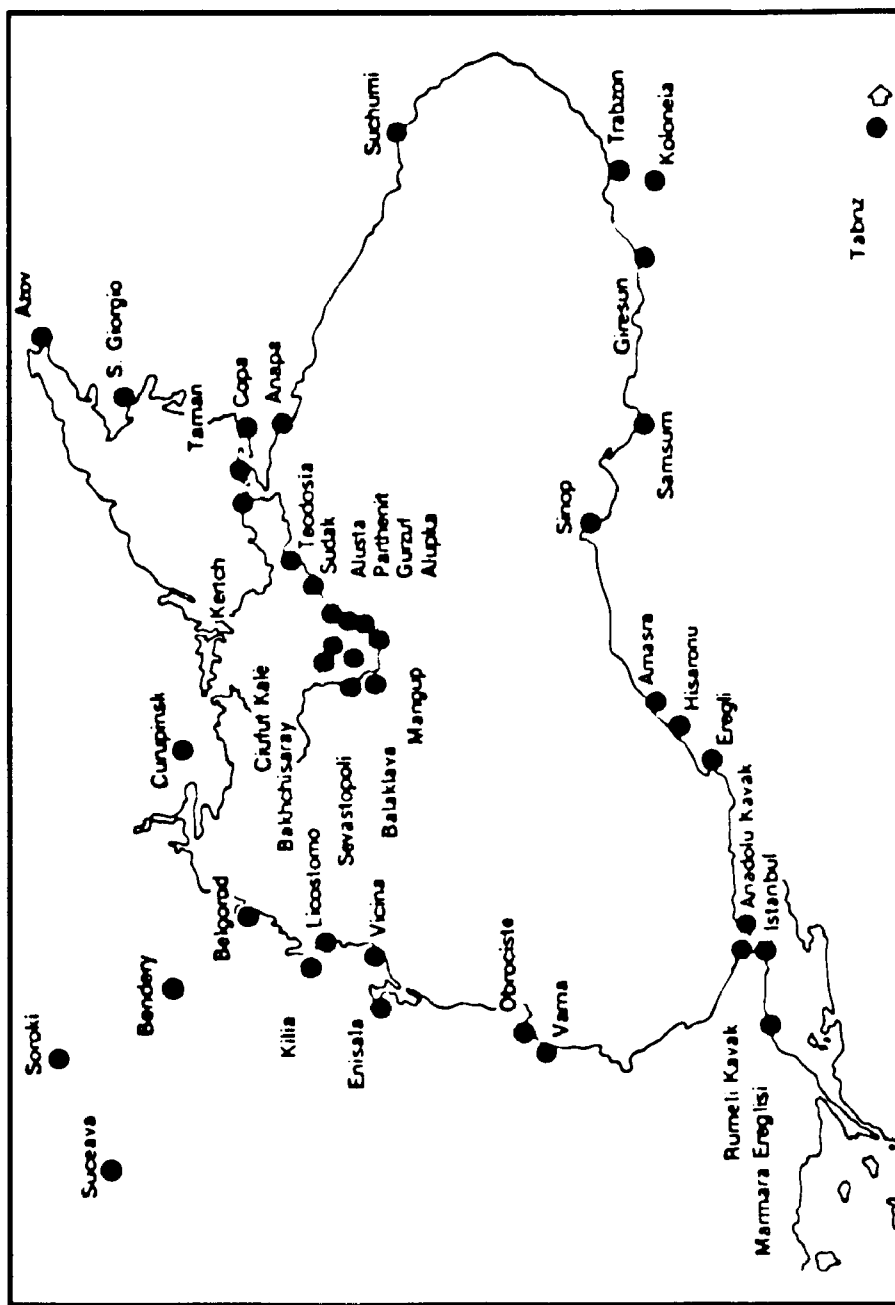 Azov
S. Giorgio
Suchumi
Taman
Copa
Anapa
Soroki
Suceava
Bendery
Curupinsk
Kertch
Teodosia
Sudak
Alusta
Parthenit
Gurzuf
Alupka
Belgorod
Ciufut Kale
Bakhchisaray
Licostomo
Sevastopoli
Balaklava
Mangup
Kilia
Vicina
Enisala
Obrociste
Varna
Sinop
Samsum
Giresun
Trabzon
Koloneia
Amasra
Hisaronu
Eregli
Anadolu Kavak
Istanbul
Rumeli Kavak
Marmara Ereglisi
Tabriz